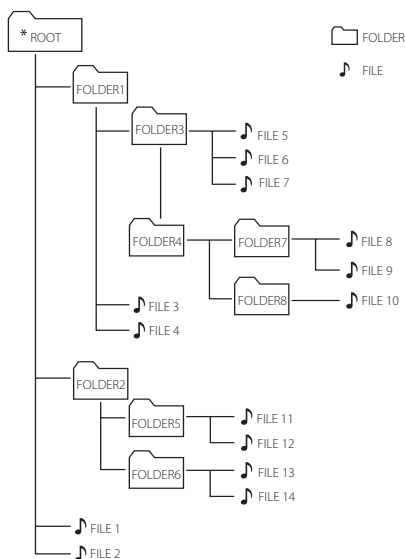 * ROOT
FOLDER
FILE
FOLDER1
FOLDER3
FILE 5
FILE 6
FILE 7
FOLDER4
FOLDER7
FILE 8
FILE 9
FOLDER8
FILE 10
FILE 3
FILE 4
FOLDER2
FOLDER5
FILE 11
FILE 12
FOLDER6
FILE 13
FILE 14
FILE 1
FILE 2